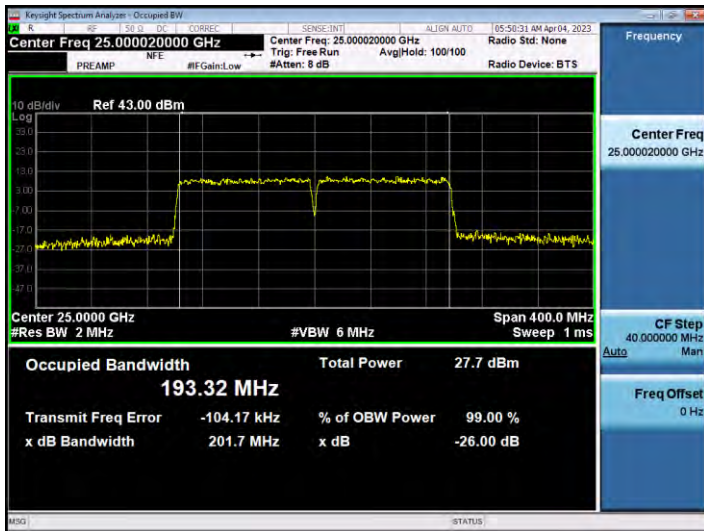 Keysight Spectrum Analyzer - Occupied BW
R RF 50 Ω DC CORREC SENSE:INT ALIGN AUTO 05:50:31 AM Apr 04, 2023
Center Freq 25.000020000 GHz
NFE
PREAMP #IFGain:Low
Center Freq: 25.000020000 GHz
Trig: Free Run Avg|Hold: 100/100
#Atten: 8 dB
Radio Std: None
Radio Device: BTS
10 dB/div Ref 43.00 dBm
Log
33.0
23.0
13.0
3.00
-7.00
-17.0
-27.0
-37.0
-47.0
Center 25.0000 GHz Span 400.0 MHz
#Res BW 2 MHz #VBW 6 MHz Sweep 1 ms
Occupied Bandwidth Total Power 27.7 dBm
193.32 MHz
Transmit Freq Error -104.17 kHz % of OBW Power 99.00 %
x dB Bandwidth 201.7 MHz x dB -26.00 dB
MSG STATUS
Frequency
Center Freq
25.000020000 GHz
CF Step
40.000000 MHz
Auto Man
Freq Offset
0 Hz